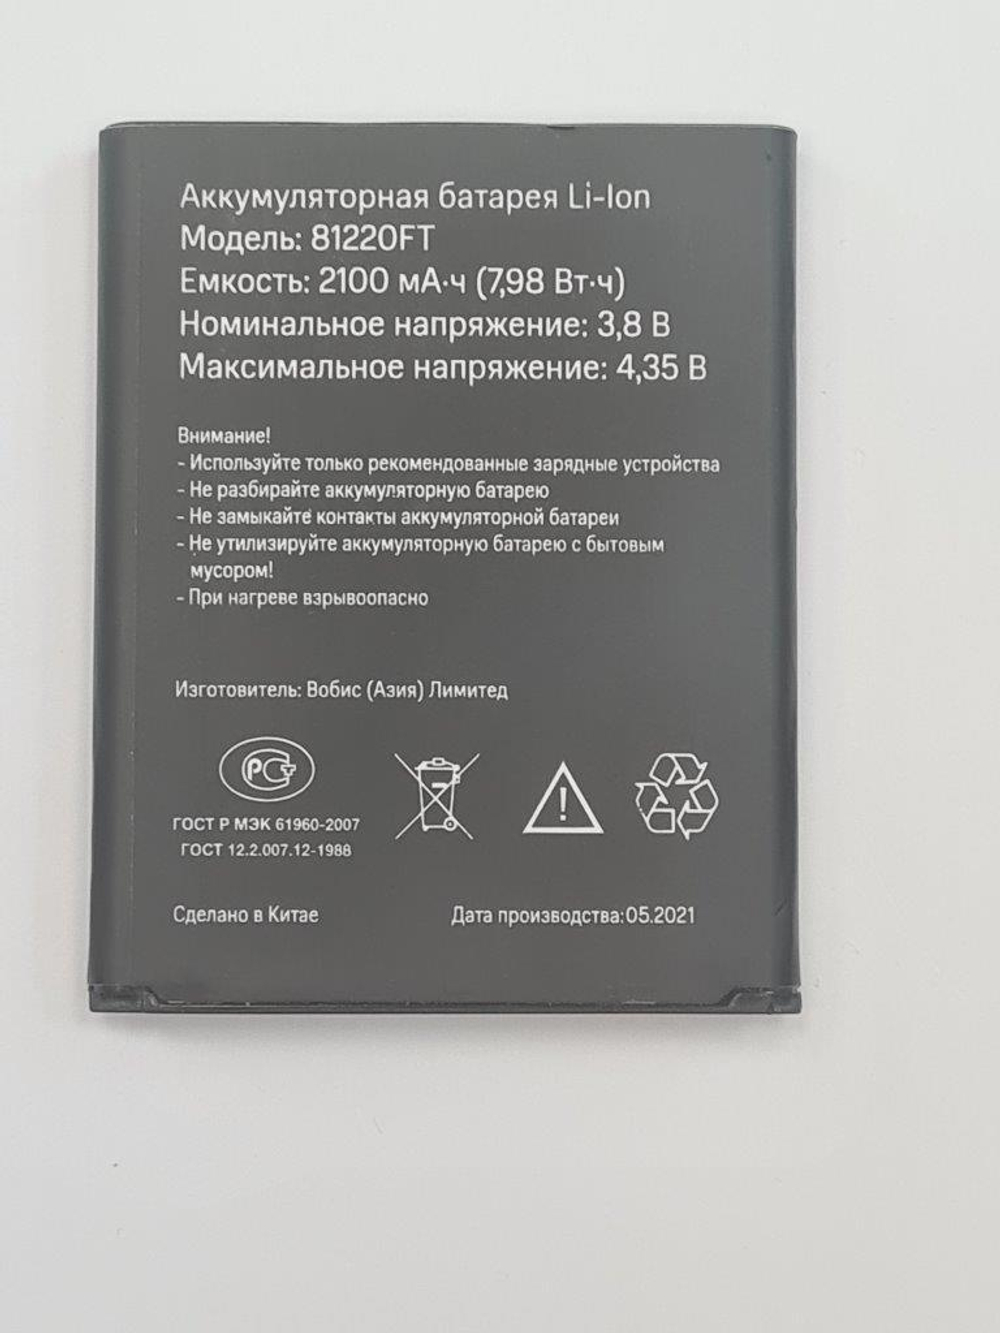 Аккумуляторная батарея Li-Ion
Модель: 81220FT
Емкость: 2100 мА·ч (7,98 Вт·ч)
Номинальное напряжение: 3,8 В
Максимальное напряжение: 4,35 В
Внимание!
- Используйте только рекомендованные зарядные устройства
- Не разбирайте аккумуляторную батарею
- Не замыкайте контакты аккумуляторной батареи
- Не утилизируйте аккумуляторную батарею с бытовым
мусором!
- При нагреве взрывоопасно
Изготовитель: Вобис (Азия) Лимитед
РСТ
ГОСТ Р МЭК 61960-2007
ГОСТ 12.2.007.12-1988
Сделано в Китае
Дата производства:05.2021